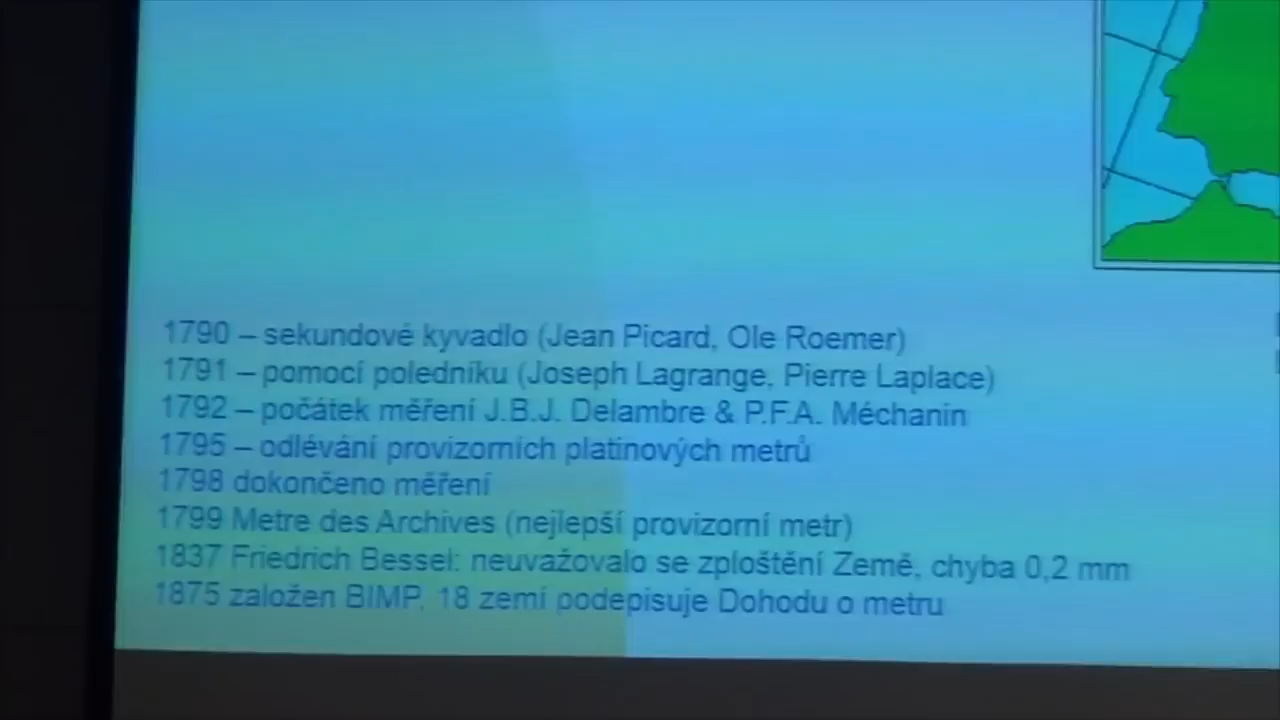 1790 – sekundové kyvadlo (Jean Picard, Ole Roemer)
1791 – pomocí poledníku (Joseph Lagrange, Pierre Laplace)
1792 – počátek měření J.B.J. Delambre & P.F.A. Méchanin
1795 – odlévání provizorních platinových metrů
1798 dokončeno měření
1799 Metre des Archives (nejlepší provizorní metr)
1837 Friedrich Bessel: neuvažovalo se zploštění Země, chyba 0,2 mm
1875 založen BIMP, 18 zemí podepisuje Dohodu o metru